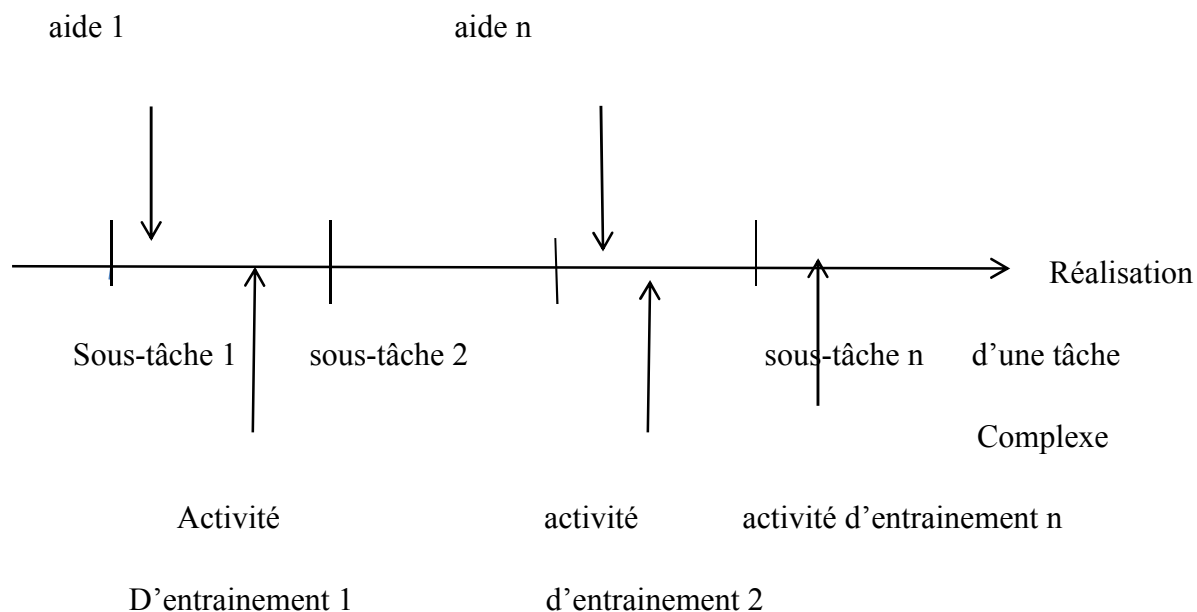 aide 1 aide n
Réalisation
Sous-tâche 1 sous-tâche 2 sous-tâche n d’une tâche
Complexe
Activité activité activité d’entrainement n
D’entrainement 1 d’entrainement 2